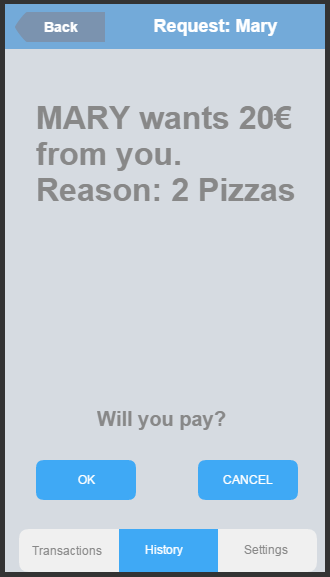 Back
Request: Mary
MARY wants 20€
from you.
Reason: 2 Pizzas
Will you pay?
OK
CANCEL
Transactions
History
Settings